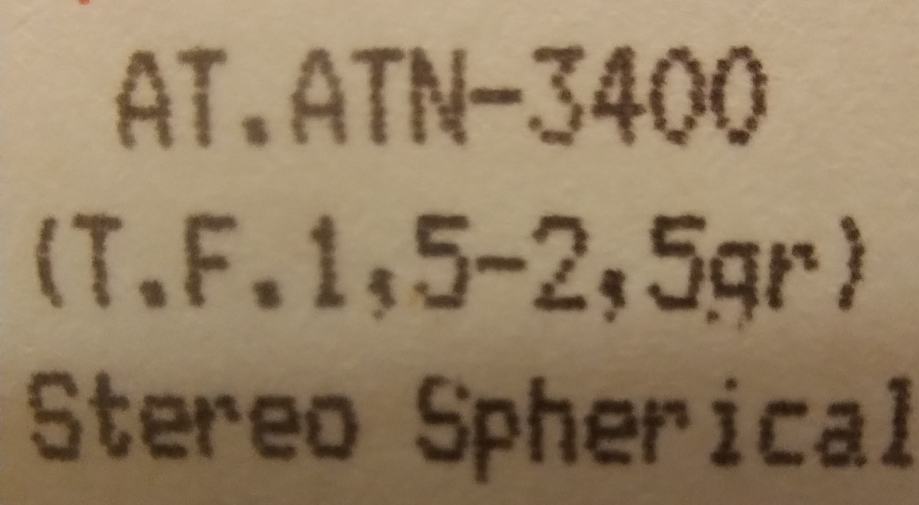 AT.ATN-3400
(T.F.1,5-2,5gr)
Stereo Spherical